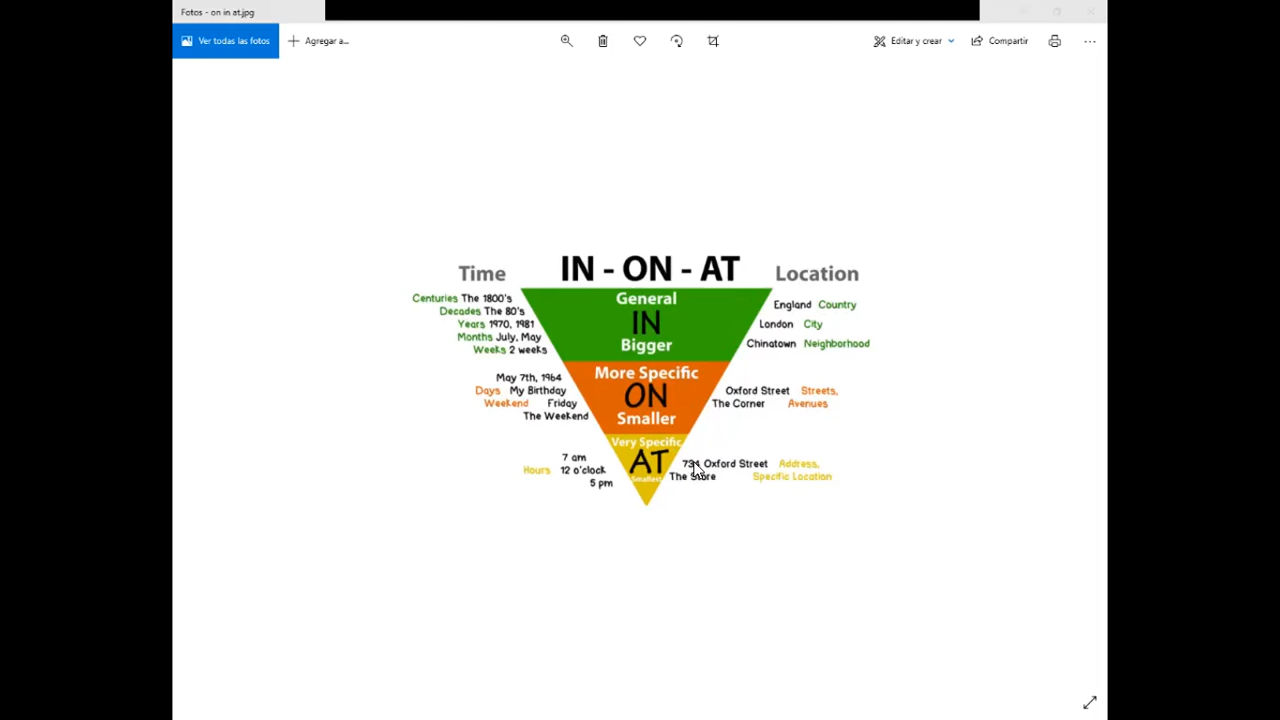 Fotos - on in at.jpg
Ver todas las fotos
Agregar a...
Editar y crear
Compartir
IN - ON - AT
Time
Location
General
IN
Bigger
Centuries The 1800's
Decades The 80's
Years 1970, 1981
Months July, May
Weeks 2 weeks
England Country
London City
Chinatown Neighborhood
More Specific
ON
Smaller
May 7th, 1964
Days My Birthday
Weekend Friday
The Weekend
Oxford Street Streets,
The Corner Avenues
Very Specific
AT
Smallest
7 am
Hours 12 o'clock
5 pm
Oxford Street Address,
The Store Specific Location